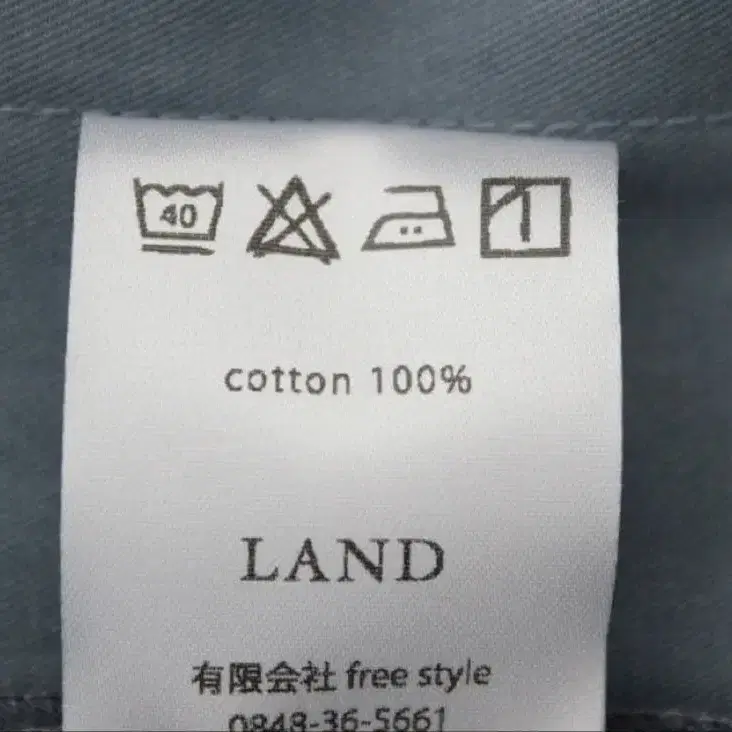 40
cotton 100%
LAND
有限会社 free style
0848-36-5661